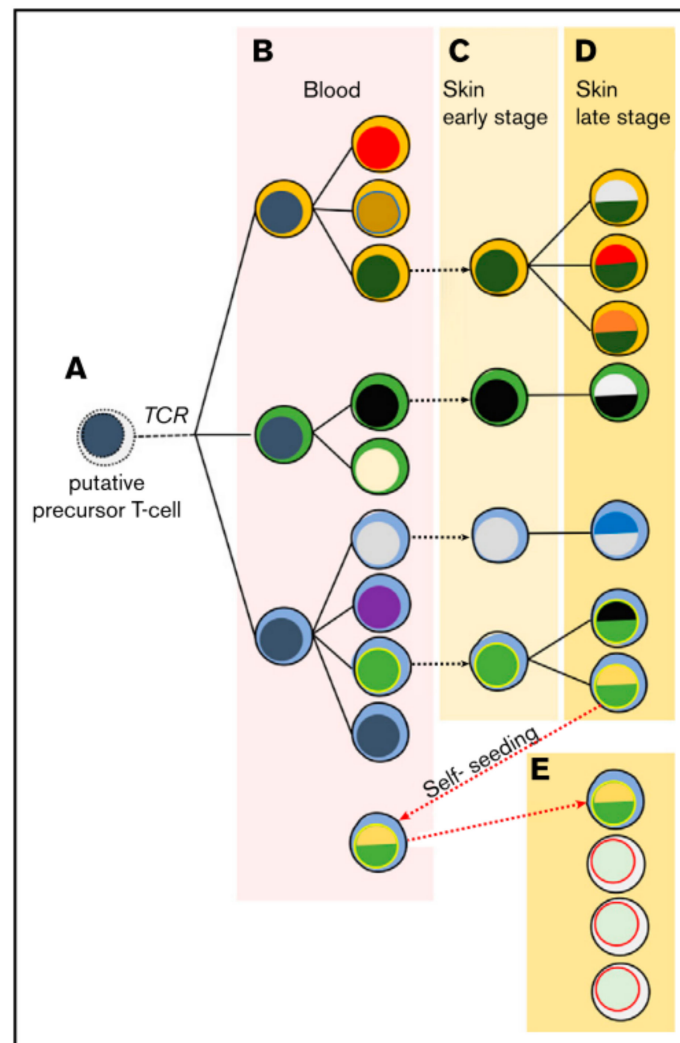 B
Blood
C
Skin
early stage
D
Skin
late stage
A
TCR
putative
precursor T-cell
Self- seeding
E